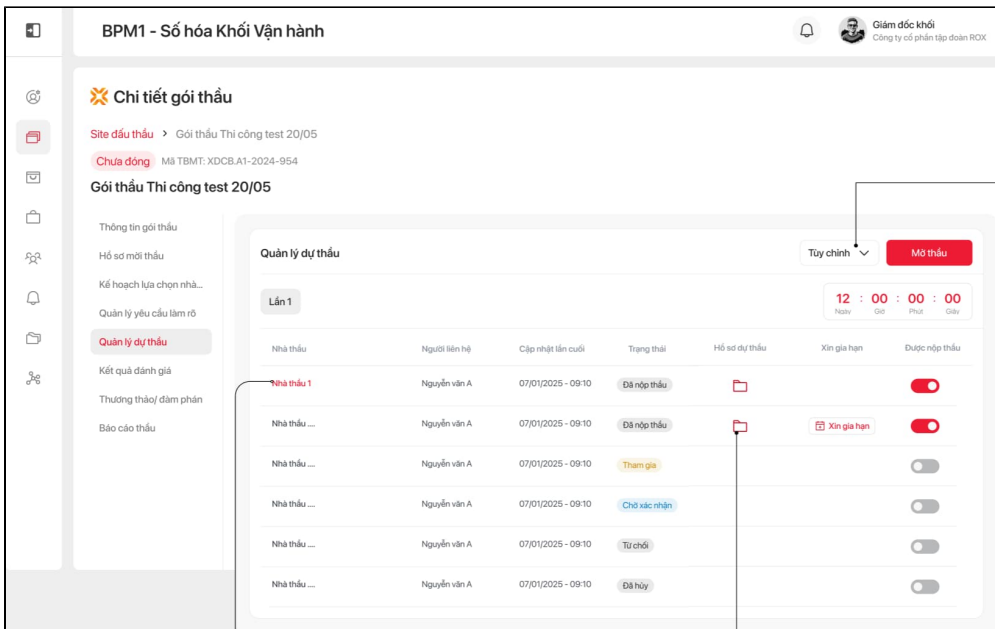 BPM1 - Số hóa Khối Vận hành
Giám đốc khối
Công ty cổ phần tập đoàn ROX
Chi tiết gói thầu
Site đấu thầu > Gói thầu Thi công test 20/05
Chưa đóng Mã TBMT: XDCB.A1-2024-954
Gói thầu Thi công test 20/05
Thông tin gói thầu
Hồ sơ mời thầu
Kế hoạch lựa chọn nhà...
Quản lý yêu cầu làm rõ
Quản lý dự thầu
Kết quả đánh giá
Thương thảo/ đàm phán
Báo cáo thầu
Quản lý dự thầu
Tùy chỉnh
Mở thầu
Lần 1
12 : 00 : 00 : 00
Ngày Giờ Phút Giây
Nhà thầu Người liên hệ Cập nhật lần cuối Trạng thái Hồ sơ dự thầu Xin gia hạn Được nộp thầu
Nhà thầu 1 Nguyễn văn A 07/01/2025 - 09:10 Đã nộp thầu
Nhà thầu .... Nguyễn văn A 07/01/2025 - 09:10 Đã nộp thầu Xin gia hạn
Nhà thầu .... Nguyễn văn A 07/01/2025 - 09:10 Tham gia
Nhà thầu .... Nguyễn văn A 07/01/2025 - 09:10 Chờ xác nhận
Nhà thầu .... Nguyễn văn A 07/01/2025 - 09:10 Từ chối
Nhà thầu .... Nguyễn văn A 07/01/2025 - 09:10 Đã hủy